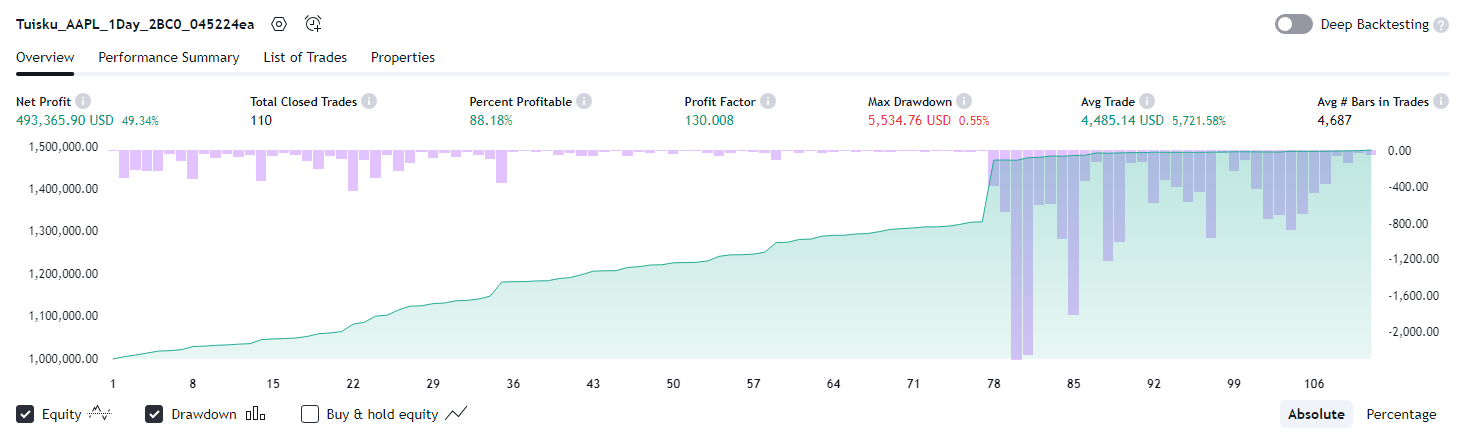 Tuisku_AAPL_1Day_2BC0_045224ea
Deep Backtesting ?
Overview Performance Summary List of Trades Properties
Net Profit i Total Closed Trades i Percent Profitable i Profit Factor i Max Drawdown i Avg Trade i Avg # Bars in Trades i
493,365.90 USD 49.34% 110 88.18% 130.008 5,534.76 USD 0.55% 4,485.14 USD 5,721.58% 4,687
1,500,000.00 0.00
1,400,000.00 -400.00
1,300,000.00 -800.00
1,200,000.00 -1,200.00
1,100,000.00 -1,600.00
1,000,000.00 -2,000.00
1 8 15 22 29 36 43 50 57 64 71 78 85 92 99 106
Equity Drawdown Buy & hold equity Absolute Percentage